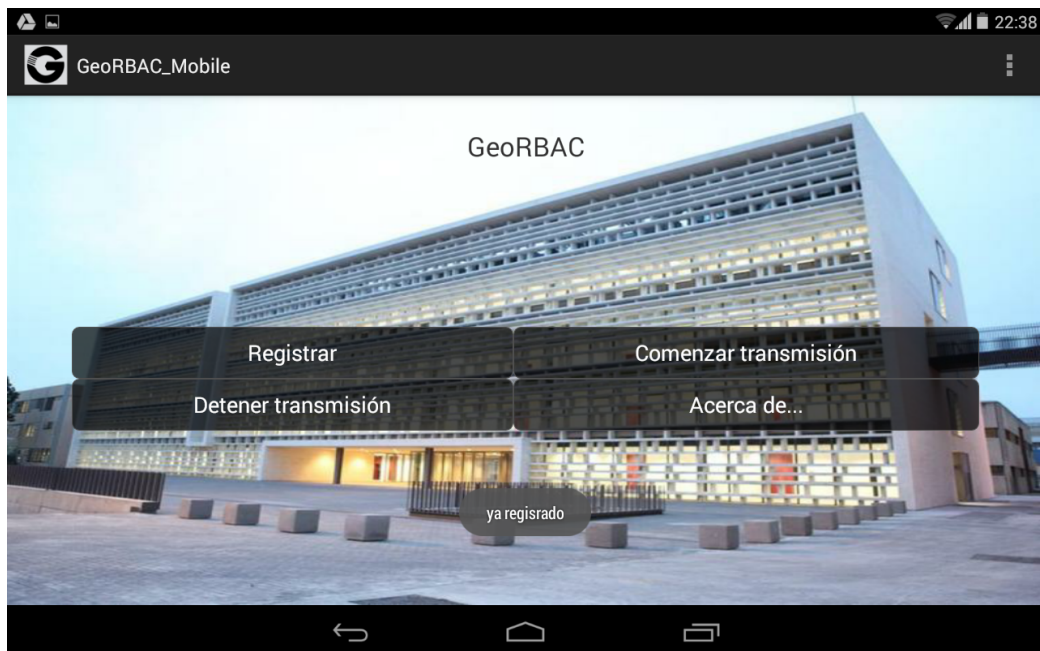 22:38
GeoRBAC_Mobile
GeoRBAC
Registrar
Comenzar transmisión
Detener transmisión
Acerca de...
ya regisrado